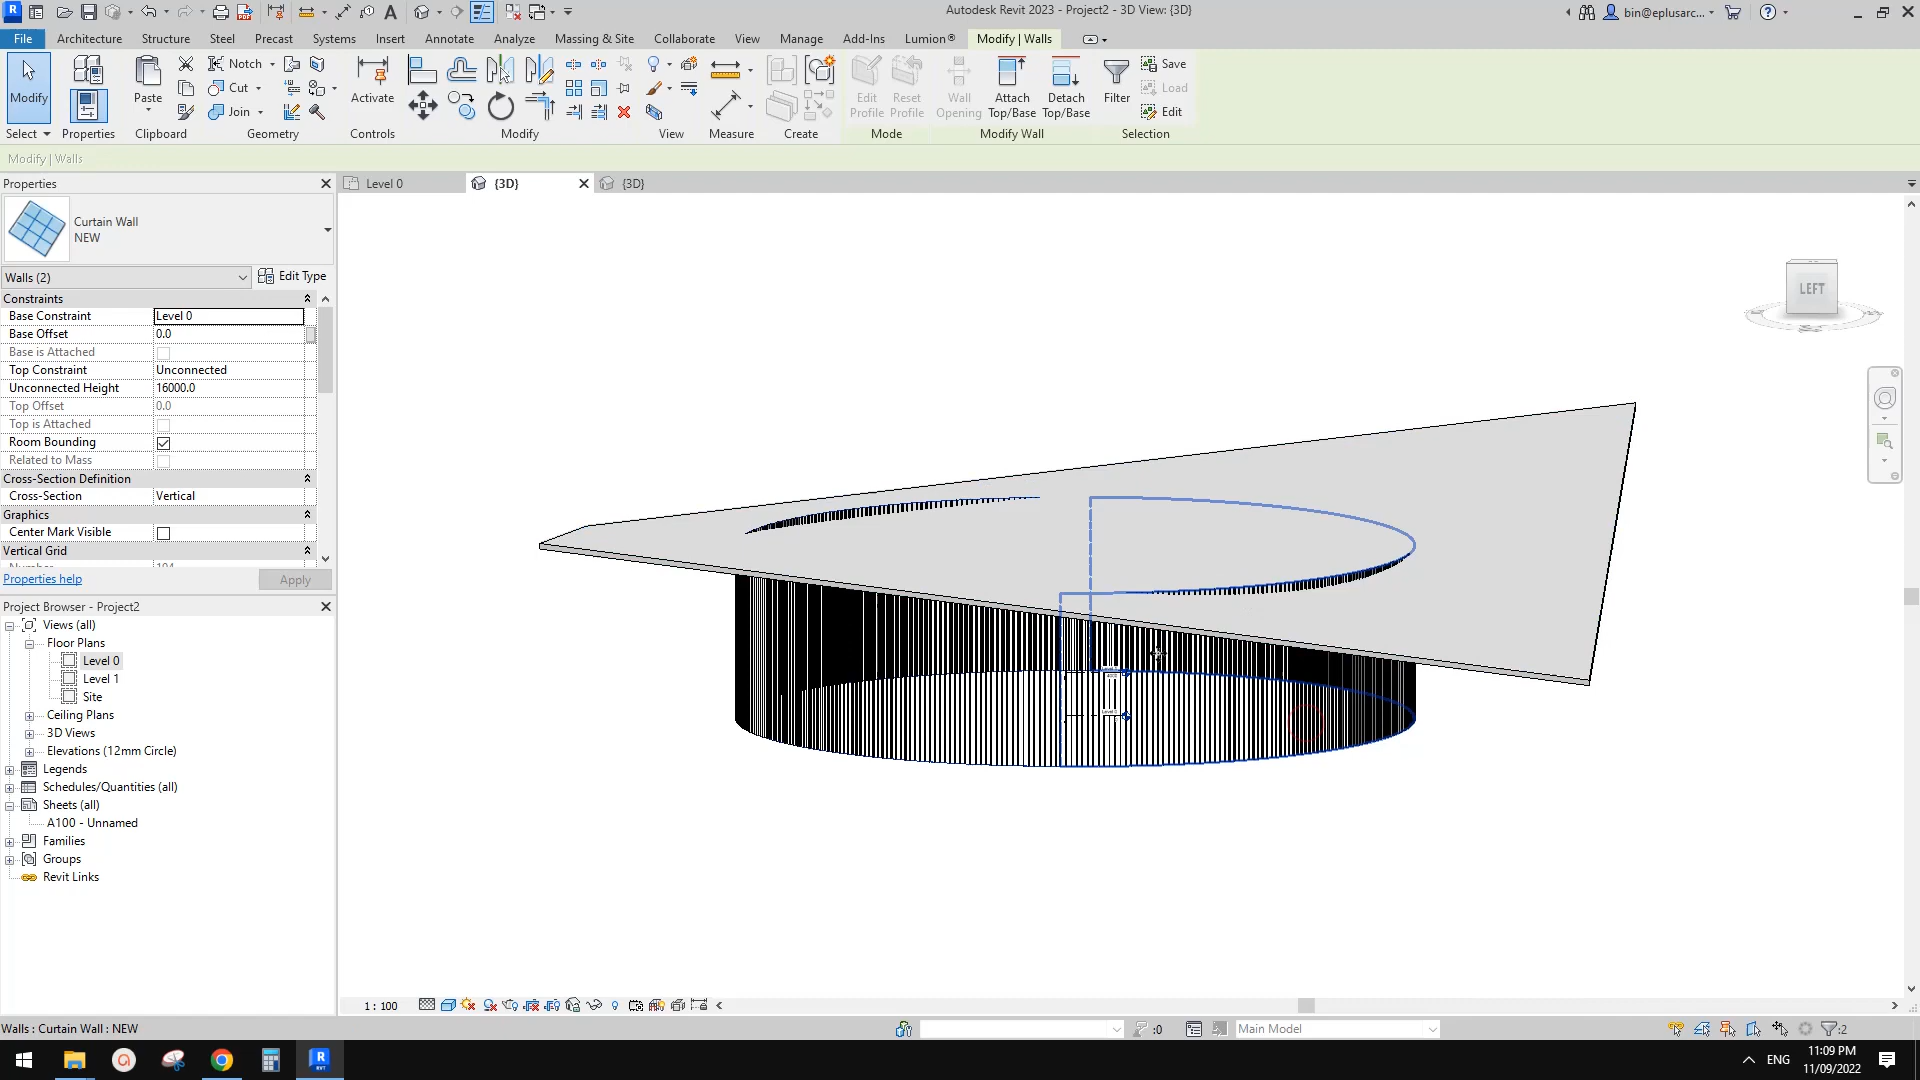 Autodesk Revit 2023 - Project2 - 3D View: {3D}
bin@eplusarc...
File Architecture Structure Steel Precast Systems Insert Annotate Analyze Massing & Site Collaborate View Manage Add-Ins Lumion® Modify | Walls
Modify
Paste
Notch
Cut
Join
Activate
Edit Profile
Reset Profile
Wall Opening
Attach Top/Base
Detach Top/Base
Filter
Save
Load
Edit
Select Properties Clipboard Geometry Controls Modify View Measure Create Mode Modify Wall Selection
Modify | Walls
Properties
Level 0
{3D}
{3D}
Curtain Wall
NEW
Walls (2)
Edit Type
Constraints
Base Constraint Level 0
Base Offset 0.0
Base is Attached
Top Constraint Unconnected
Unconnected Height 16000.0
Top Offset 0.0
Top is Attached
Room Bounding
Related to Mass
Cross-Section Definition
Cross-Section Vertical
Graphics
Center Mark Visible
Vertical Grid
Properties help
Apply
LEFT
Project Browser - Project2
Views (all)
Floor Plans
Level 0
Level 1
Site
Ceiling Plans
3D Views
Elevations (12mm Circle)
Legends
Schedules/Quantities (all)
Sheets (all)
A100 - Unnamed
Families
Groups
Revit Links
1 : 100
Walls : Curtain Wall : NEW
:0
Main Model
:2
ENG
11:09 PM
11/09/2022